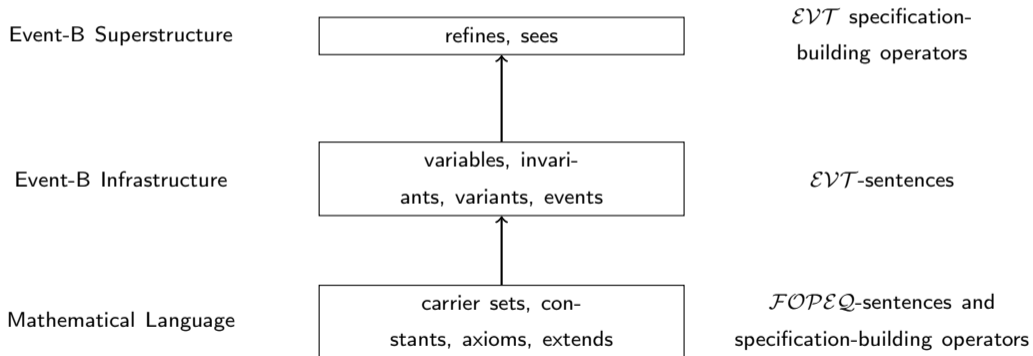 Event-B Superstructure
refines, sees
ℰ𝒱𝒯 specification-
building operators
Event-B Infrastructure
variables, invari-
ants, variants, events
ℰ𝒱𝒯-sentences
Mathematical Language
carrier sets, con-
stants, axioms, extends
ℱ𝒪𝒫ℰ𝒬-sentences and
specification-building operators